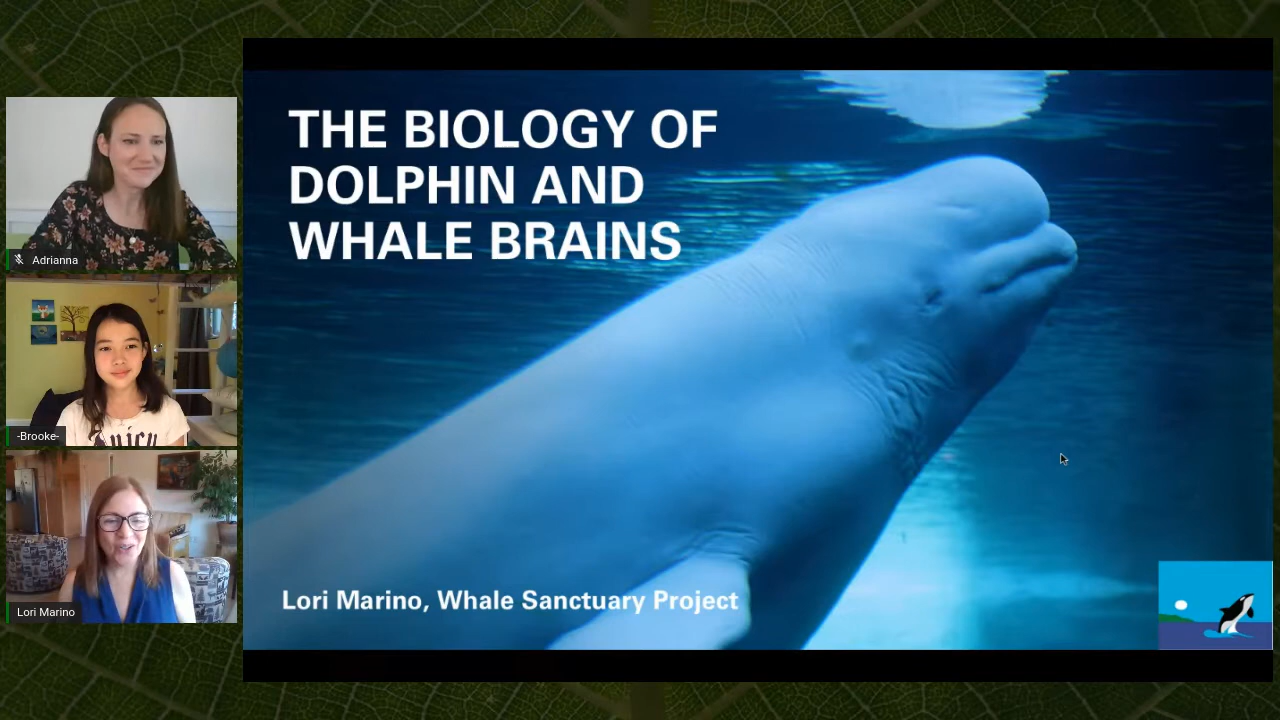 THE BIOLOGY OF
DOLPHIN AND
WHALE BRAINS
Lori Marino, Whale Sanctuary Project
Adrianna
-Brooke-
Lori Marino